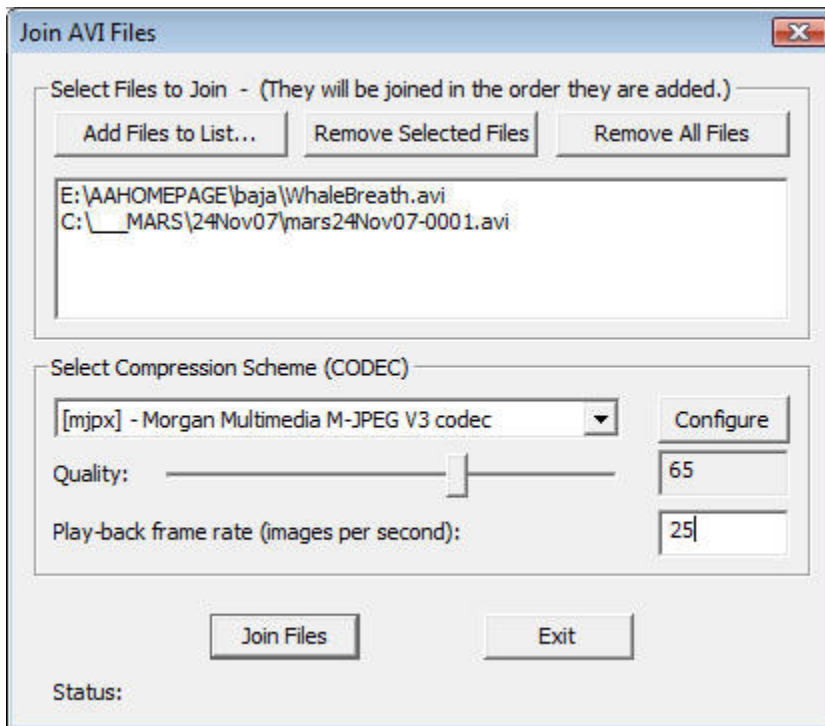 Join AVI Files
Select Files to Join - (They will be joined in the order they are added.)
Add Files to List... Remove Selected Files Remove All Files
E:\AAHOMEPAGE\baja\WhaleBreath.avi
C:\___MARS\24Nov07\mars24Nov07-0001.avi
Select Compression Scheme (CODEC)
[mjpx] - Morgan Multimedia M-JPEG V3 codec Configure
Quality: 65
Play-back frame rate (images per second): 25
Join Files Exit
Status: